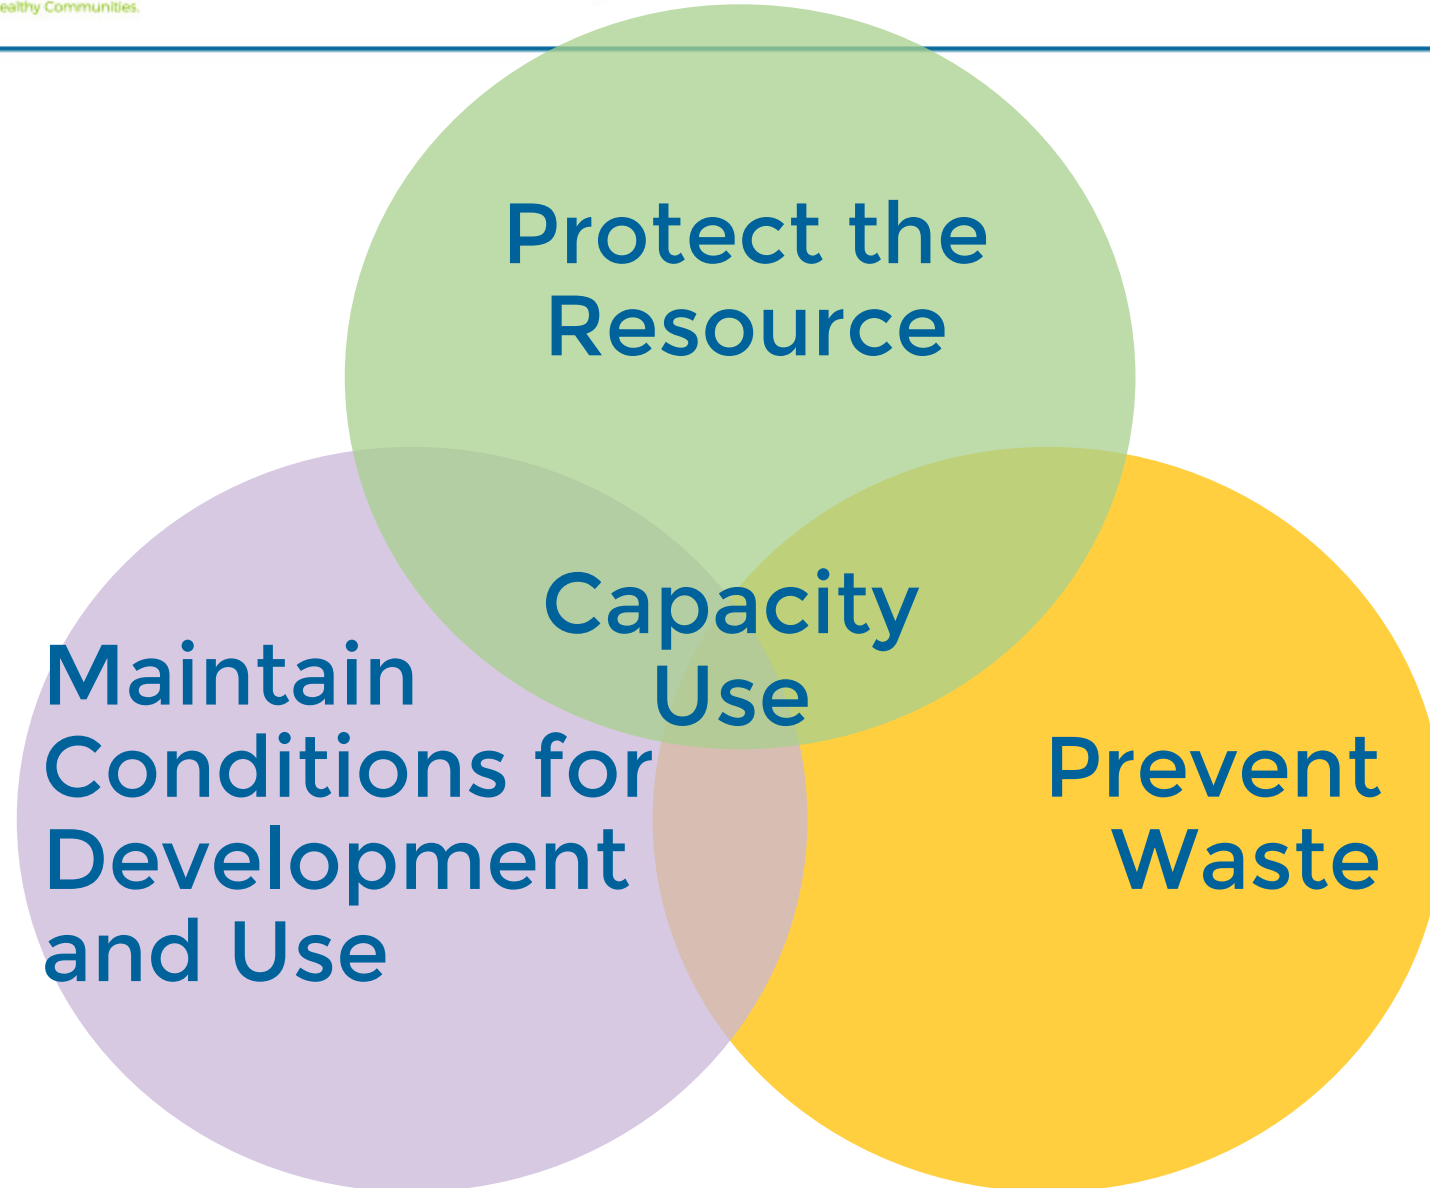 ealthy Communities.
Protect the
Resource
Capacity
Use
Maintain
Conditions for
Development
and Use
Prevent
Waste